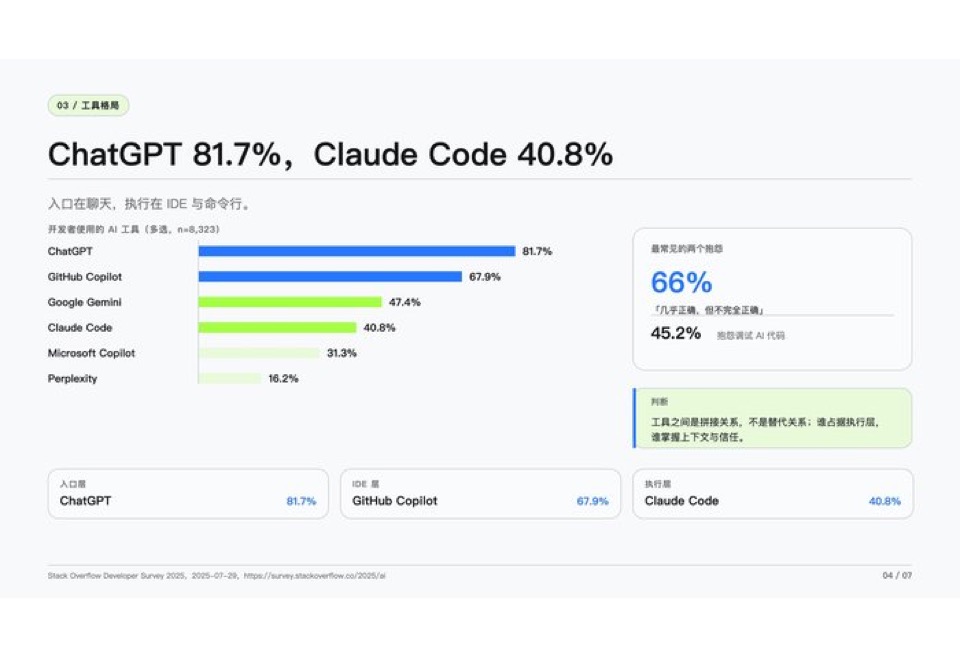 03 / 工具格局
ChatGPT 81.7%，Claude Code 40.8%
入口在聊天，执行在 IDE 与命令行。
开发者使用的 AI 工具（多选，n=8,323）
ChatGPT 81.7%
GitHub Copilot 67.9%
Google Gemini 47.4%
Claude Code 40.8%
Microsoft Copilot 31.3%
Perplexity 16.2%
最常见的两个抱怨
66%
「几乎正确，但不完全正确」
45.2% 抱怨调试 AI 代码
判断
工具之间是拼接关系，不是替代关系；谁占据执行层，
谁掌握上下文与信任。
入口层
ChatGPT 81.7%
IDE 层
GitHub Copilot 67.9%
执行层
Claude Code 40.8%
Stack Overflow Developer Survey 2025，2025-07-29，https://survey.stackoverflow.co/2025/ai
04 / 07